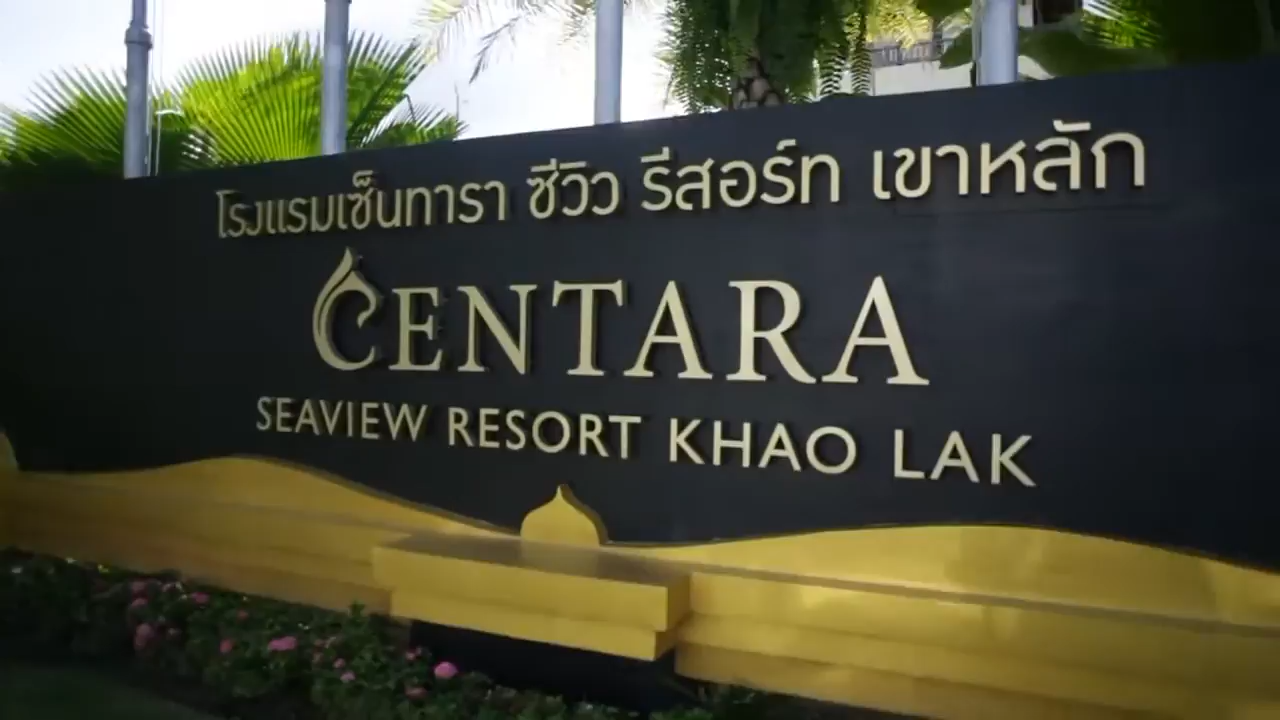 โรงแรมเซ็นทารา ซีวิว รีสอร์ท เขาหลัก
CENTARA
SEAVIEW RESORT KHAO LAK